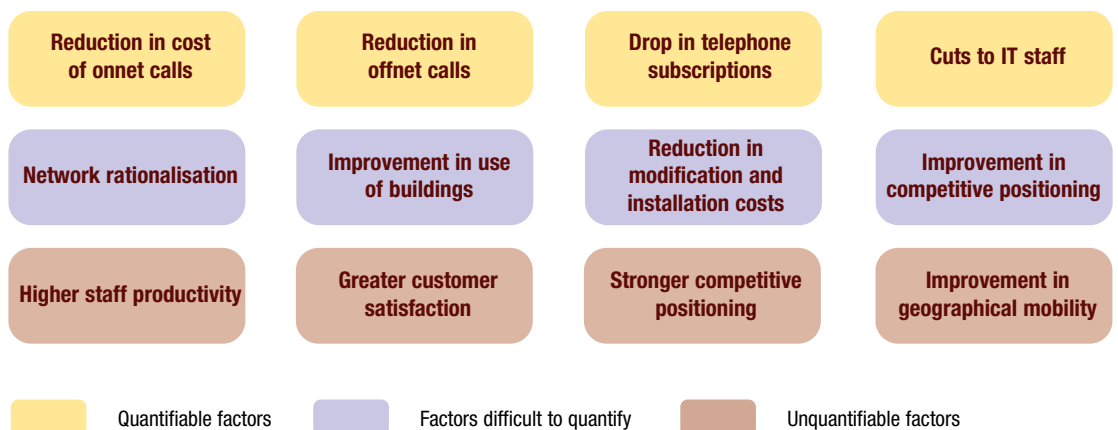 Reduction in cost
of onnet calls
Reduction in
offnet calls
Drop in telephone
subscriptions
Cuts to IT staff
Network rationalisation
Improvement in use
of buildings
Reduction in
modification and
installation costs
Improvement in
competitive positioning
Higher staff productivity
Greater customer
satisfaction
Stronger competitive
positioning
Improvement in
geographical mobility
Quantifiable factors
Factors difficult to quantify
Unquantifiable factors